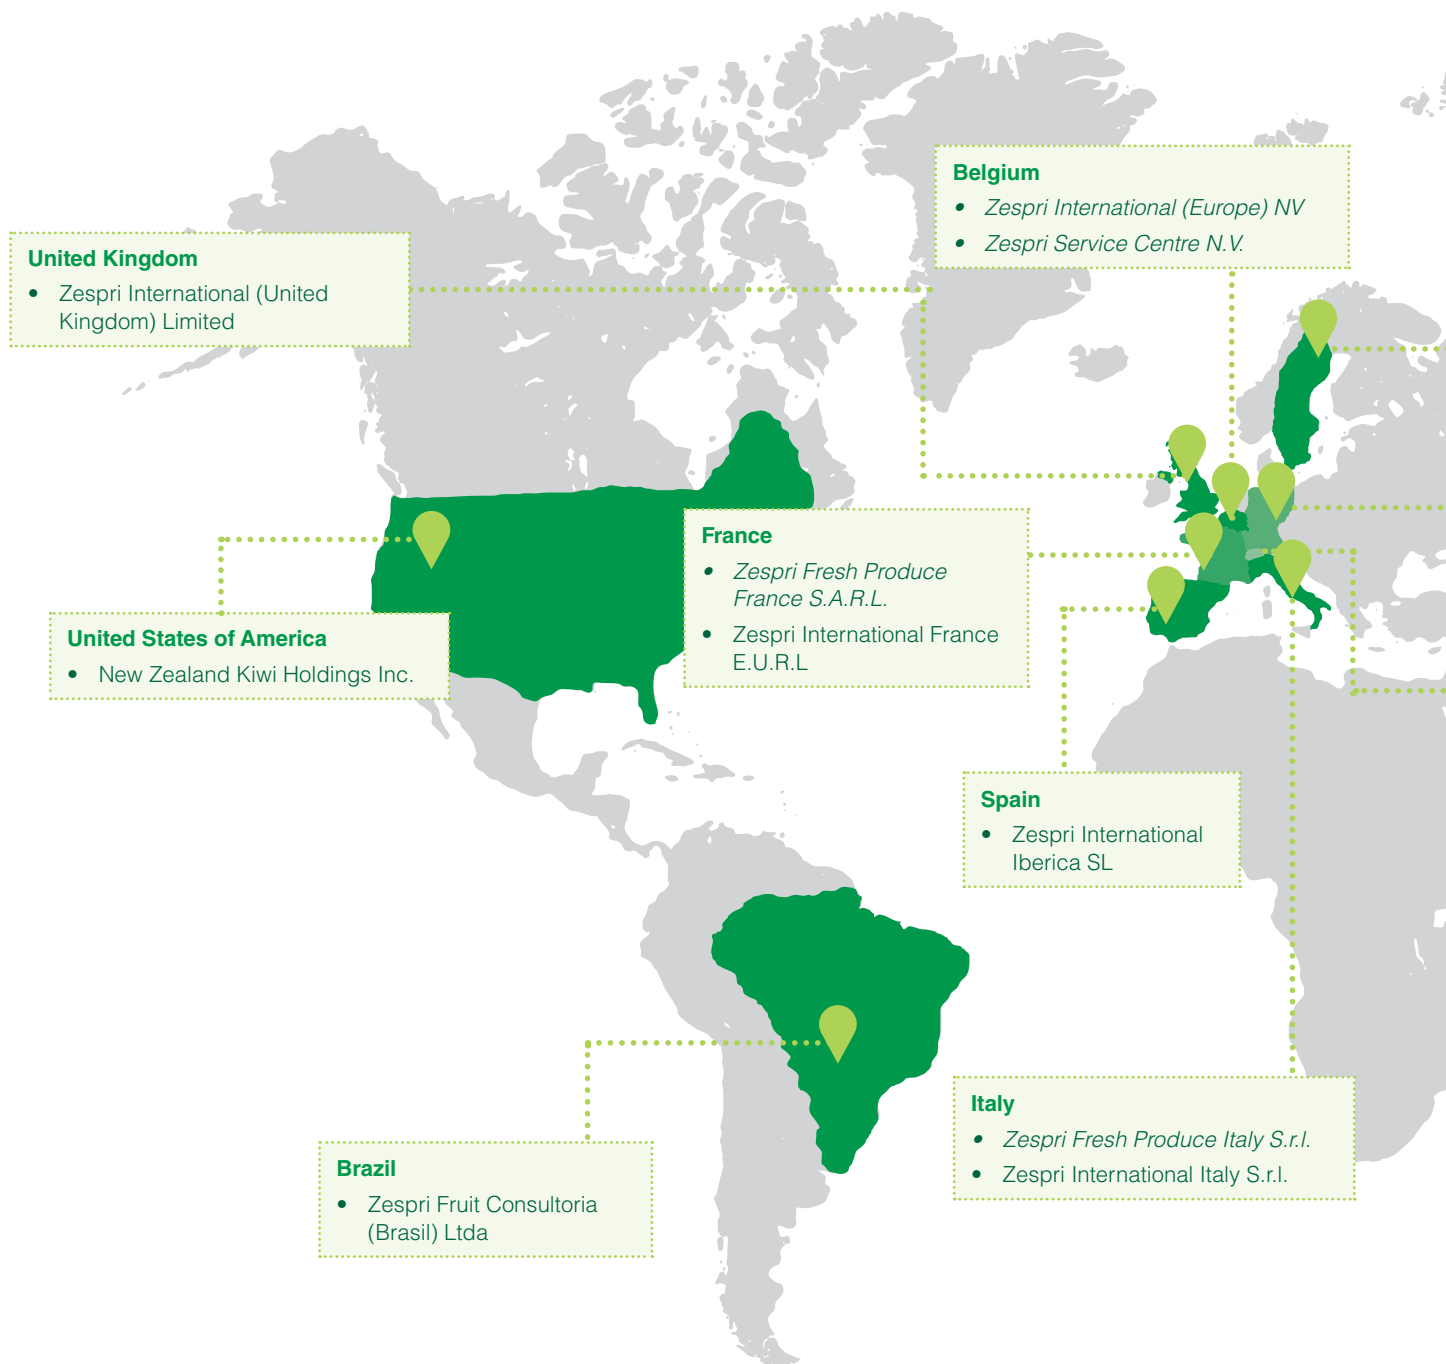 Belgium
• Zespri International (Europe) NV
• Zespri Service Centre N.V.
United Kingdom
• Zespri International (United
Kingdom) Limited
France
• Zespri Fresh Produce
France S.A.R.L.
• Zespri International France
E.U.R.L
United States of America
• New Zealand Kiwi Holdings Inc.
Spain
• Zespri International
Iberica SL
Italy
• Zespri Fresh Produce Italy S.r.l.
• Zespri International Italy S.r.l.
Brazil
• Zespri Fruit Consultoria
(Brasil) Ltda